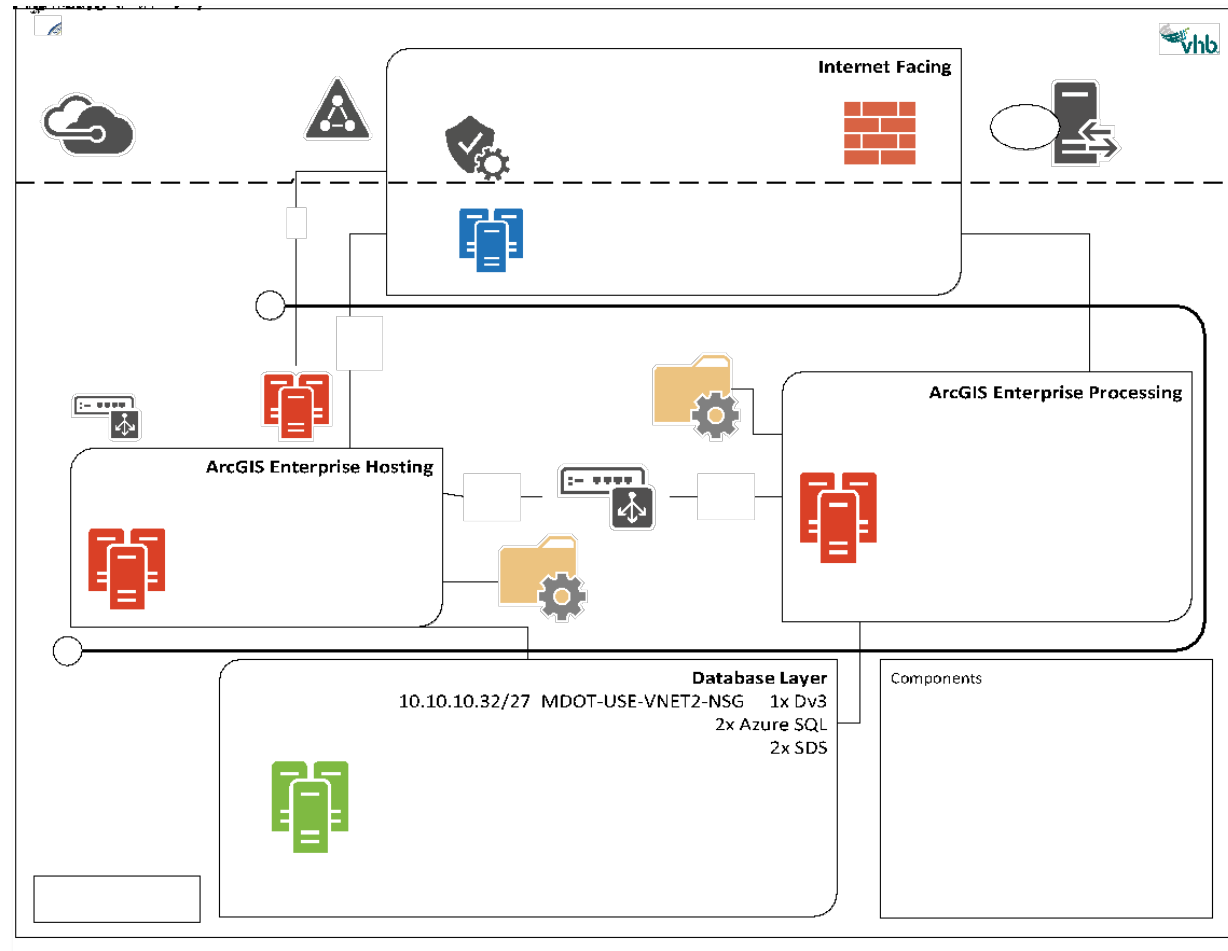 vhb
Internet Facing
ArcGIS Enterprise Processing
ArcGIS Enterprise Hosting
Database Layer
10.10.10.32/27 MDOT-USE-VNET2-NSG 1x Dv3
2x Azure SQL
2x SDS
Components